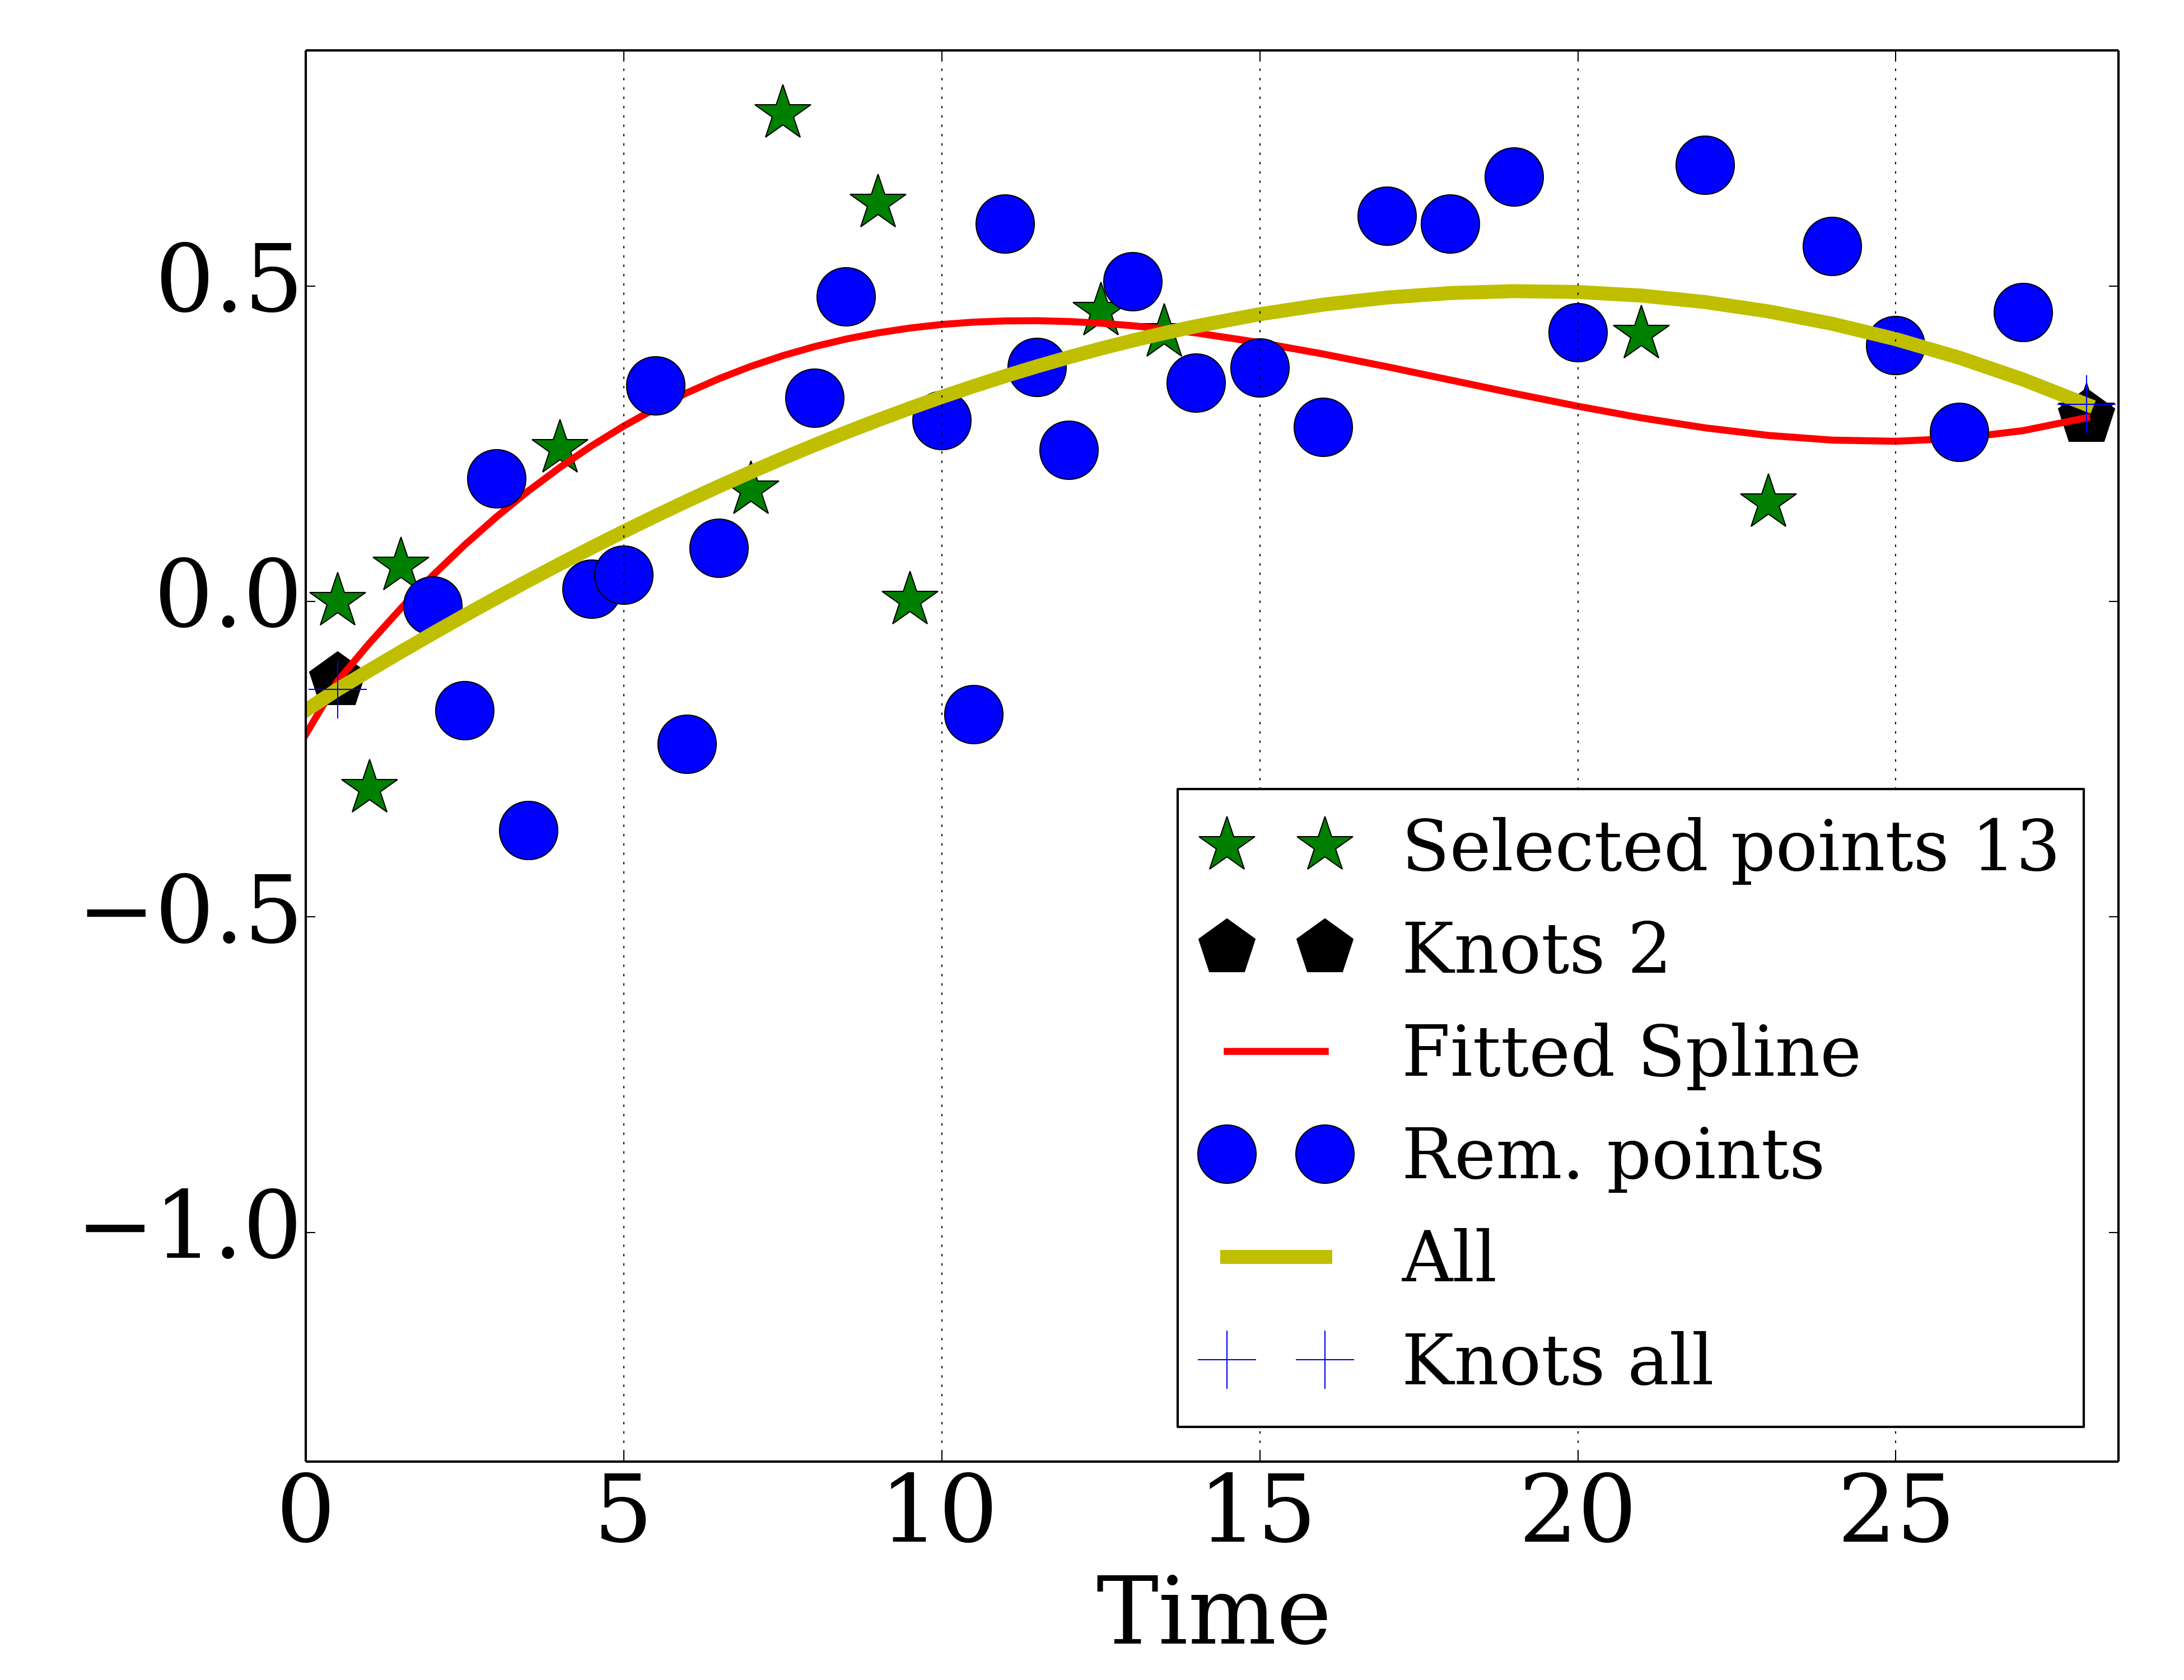 0.5
0.0
−0.5
−1.0
Selected points 13
Knots 2
Fitted Spline
Rem. points
All
Knots all
0 5 10 15 20 25
Time